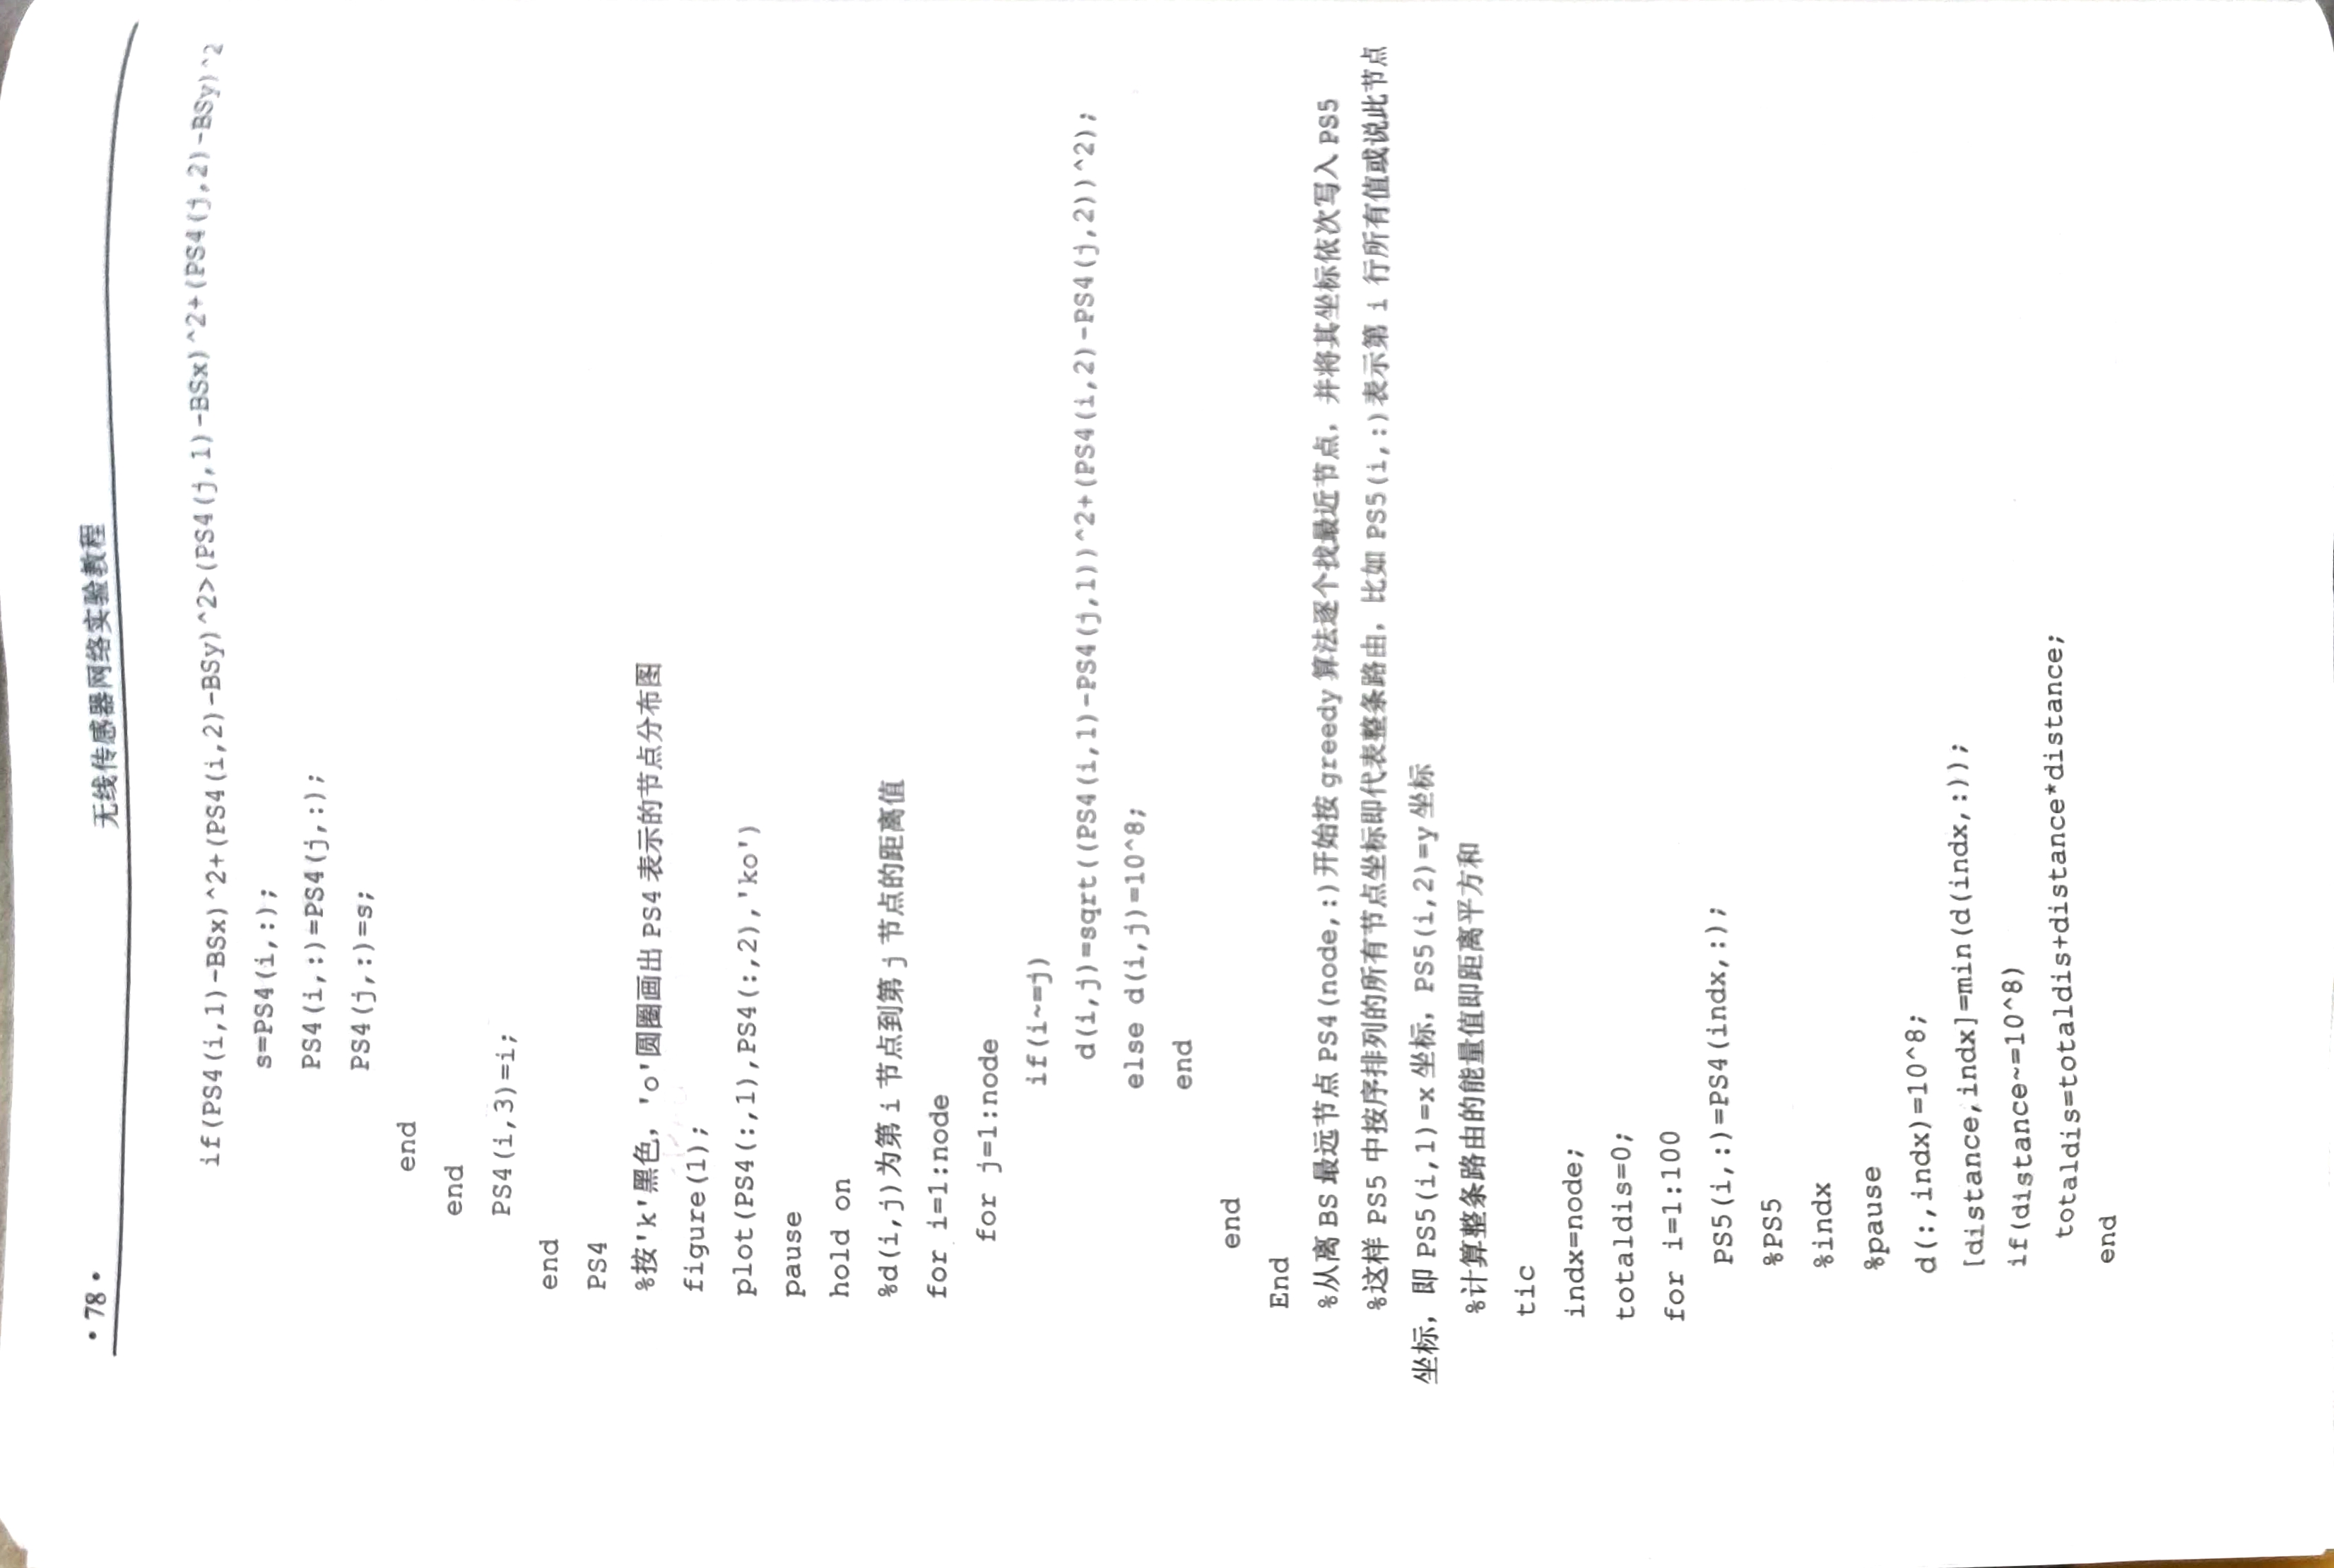 • 78 •
无线传感器网络实验教程
if(PS4(i,1)-BSx)^2+(PS4(i,2)-BSy)^2>(PS4(j,1)-BSx)^2+(PS4(j,2)-BSy)^2
s=PS4(i,:);
PS4(i,:)=PS4(j,:);
PS4(j,:)=s;
end
end
PS4(i,3)=i;
end
PS4
%按'k'黑色，'o'圆圈画出 PS4 表示的节点分布图
figure(1);
plot(PS4(:,1),PS4(:,2),'ko')
pause
hold on
%d(i,j)为第 i 节点到第 j 节点的距离值
for i=1:node
for j=1:node
if(i~=j)
d(i,j)=sqrt((PS4(i,1)-PS4(j,1))^2+(PS4(i,2)-PS4(j,2))^2);
else d(i,j)=10^8;
end
end
End
%从离 BS 最远节点 PS4(node,:)开始按 greedy 算法逐个找最近节点，并将其坐标依次写入 PS5
%这样 PS5 中按序排列的所有节点坐标即代表整条路由，比如 PS5(i,:)表示第 i 行所有值或说此节点
坐标，即 PS5(i,1)=x 坐标，PS5(i,2)=y 坐标
%计算整条路由的能量值即距离平方和
tic
indx=node;
totaldis=0;
for i=1:100
PS5(i,:)=PS4(indx,:);
%PS5
%indx
%pause
d(:,indx)=10^8;
[distance,indx]=min(d(indx,:));
if(distance~=10^8)
totaldis=totaldis+distance*distance;
end